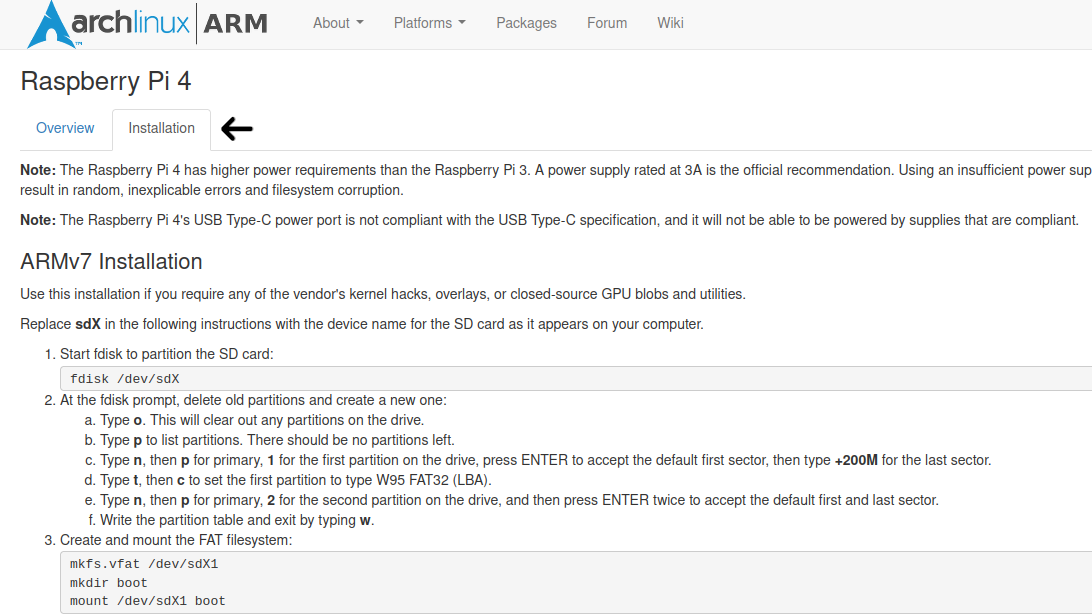 archlinux ARM About Platforms Packages Forum Wiki
TM
Raspberry Pi 4
Overview Installation
Note: The Raspberry Pi 4 has higher power requirements than the Raspberry Pi 3. A power supply rated at 3A is the official recommendation. Using an insufficient power sup
result in random, inexplicable errors and filesystem corruption.
Note: The Raspberry Pi 4's USB Type-C power port is not compliant with the USB Type-C specification, and it will not be able to be powered by supplies that are compliant.
ARMv7 Installation
Use this installation if you require any of the vendor's kernel hacks, overlays, or closed-source GPU blobs and utilities.
Replace sdX in the following instructions with the device name for the SD card as it appears on your computer.
1. Start fdisk to partition the SD card:
fdisk /dev/sdX
2. At the fdisk prompt, delete old partitions and create a new one:
a. Type o. This will clear out any partitions on the drive.
b. Type p to list partitions. There should be no partitions left.
c. Type n, then p for primary, 1 for the first partition on the drive, press ENTER to accept the default first sector, then type +200M for the last sector.
d. Type t, then c to set the first partition to type W95 FAT32 (LBA).
e. Type n, then p for primary, 2 for the second partition on the drive, and then press ENTER twice to accept the default first and last sector.
f. Write the partition table and exit by typing w.
3. Create and mount the FAT filesystem:
mkfs.vfat /dev/sdX1
mkdir boot
mount /dev/sdX1 boot